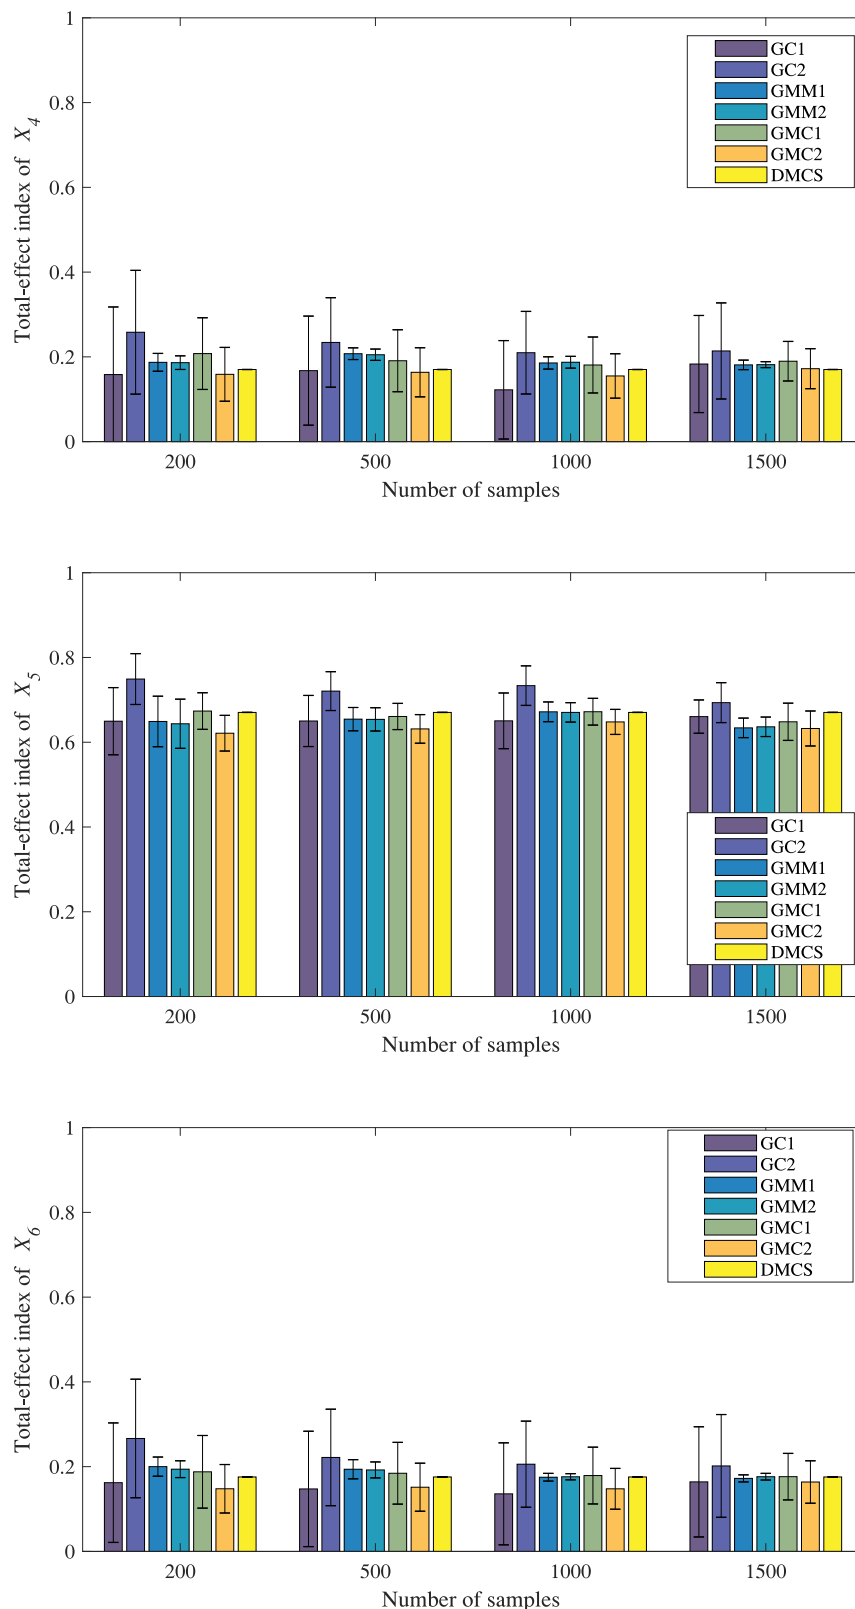 Total-effect index of X_4
1
0.8
0.6
0.4
0.2
0
GC1
GC2
GMM1
GMM2
GMC1
GMC2
DMCS
200 500 1000 1500
Number of samples
Total-effect index of X_5
1
0.8
0.6
0.4
0.2
0
GC1
GC2
GMM1
GMM2
GMC1
GMC2
DMCS
200 500 1000 1500
Number of samples
Total-effect index of X_6
1
0.8
0.6
0.4
0.2
0
GC1
GC2
GMM1
GMM2
GMC1
GMC2
DMCS
200 500 1000 1500
Number of samples